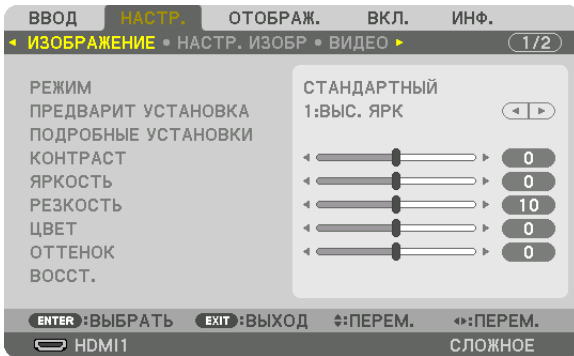 ВВОД НАСТР. ОТОБРАЖ. ВКЛ. ИНФ.
ИЗОБРАЖЕНИЕ • НАСТР. ИЗОБР • ВИДЕО 1/2
РЕЖИМ СТАНДАРТНЫЙ
ПРЕДВАРИТ УСТАНОВКА 1:ВЫС. ЯРК
ПОДРОБНЫЕ УСТАНОВКИ
КОНТРАСТ 0
ЯРКОСТЬ 0
РЕЗКОСТЬ 10
ЦВЕТ 0
ОТТЕНОК 0
ВОССТ.
ENTER :ВЫБРАТЬ EXIT :ВЫХОД :ПЕРЕМ. :ПЕРЕМ.
HDMI1 СЛОЖНОЕ